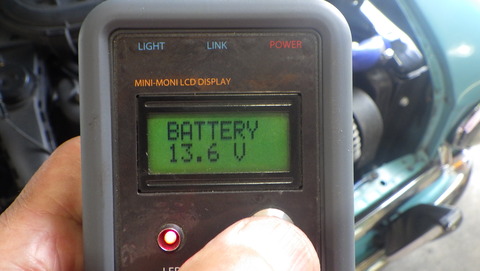 LIGHT LINK POWER
MINI-MONI LCD DISPLAY
BATTERY
13.6 V